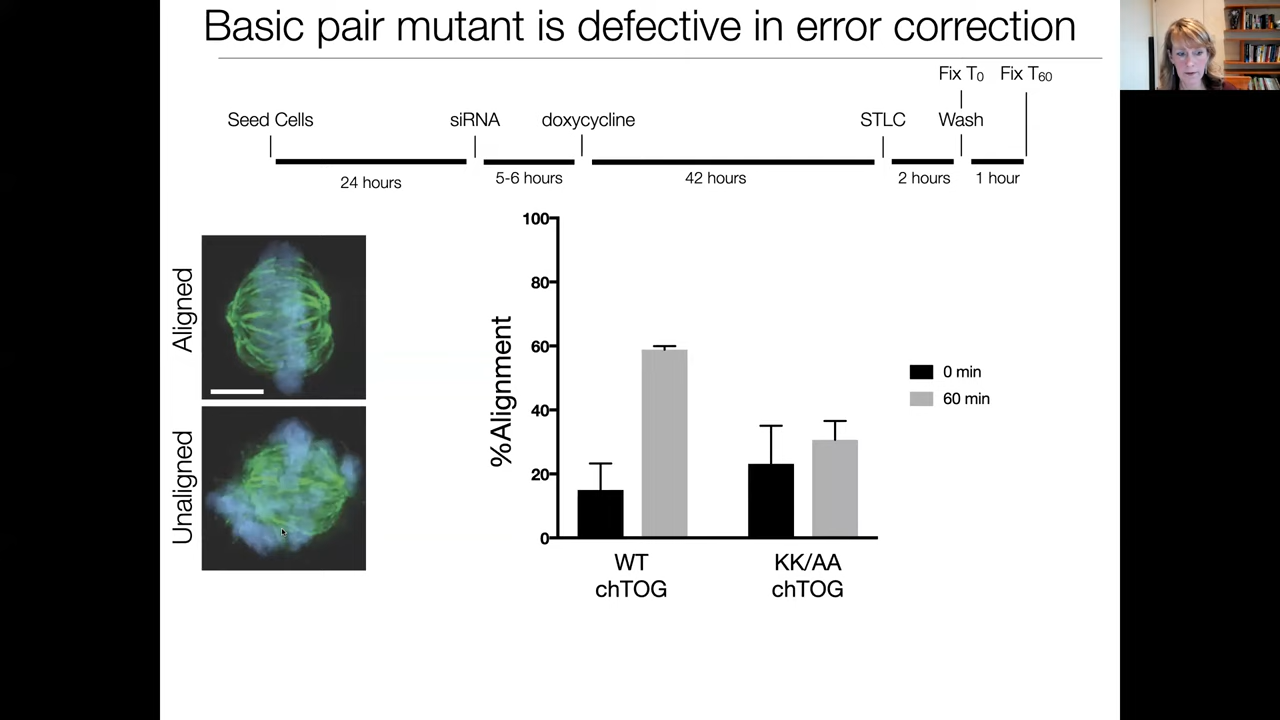 Basic pair mutant is defective in error correction
Fix T₀ Fix T₆₀
Seed Cells siRNA doxycycline STLC Wash
24 hours 5-6 hours 42 hours 2 hours 1 hour
Aligned
Unaligned
%Alignment
100
80
60
40
20
0
WT
chTOG
KK/AA
chTOG
0 min
60 min